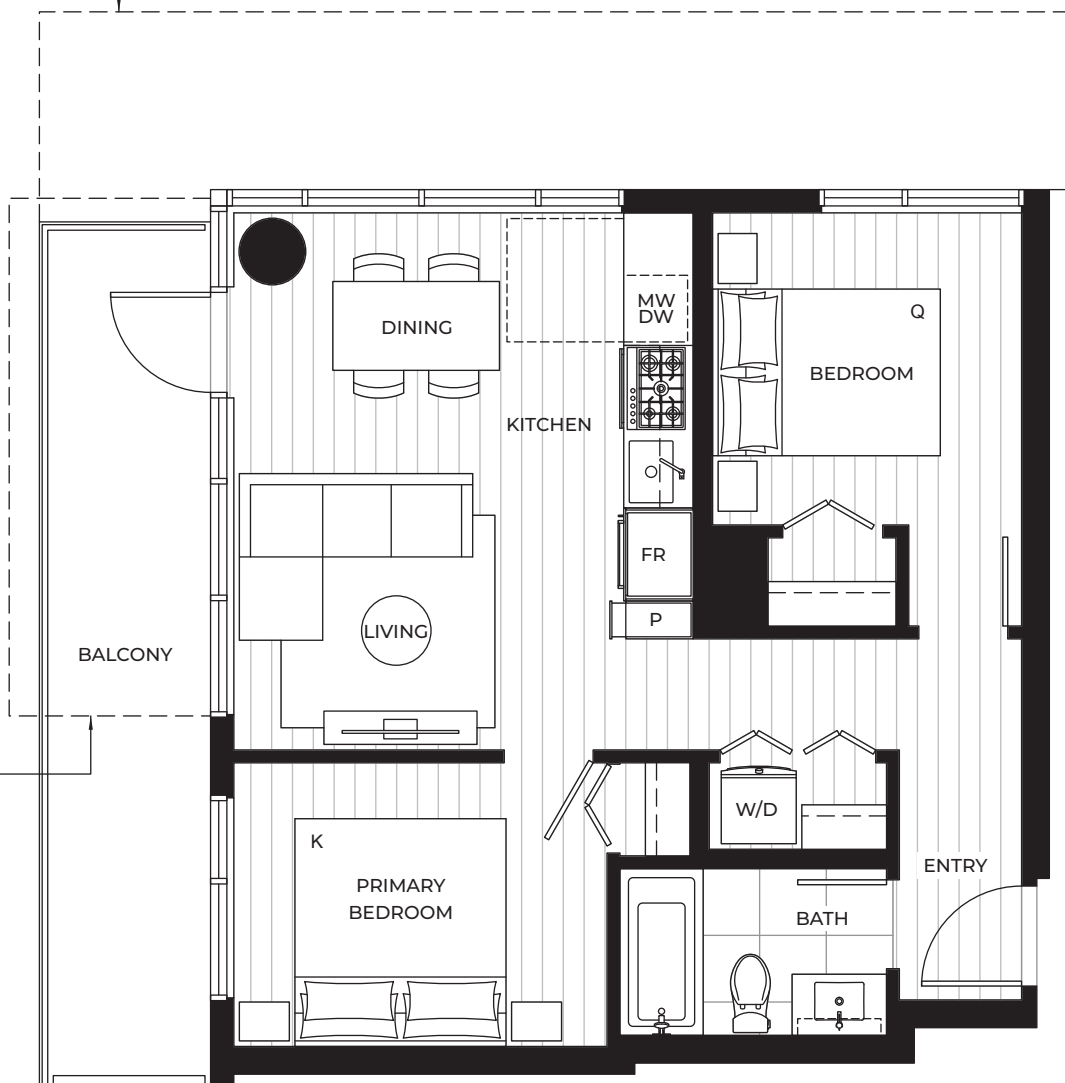 MW
DW
Q
DINING
BEDROOM
KITCHEN
FR
P
LIVING
BALCONY
W/D
K
ENTRY
PRIMARY
BEDROOM
BATH